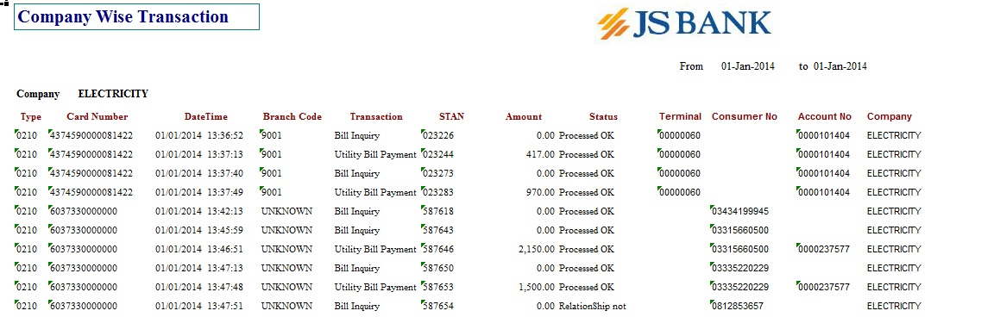 Company Wise Transaction
JS BANK
From 01-Jan-2014 to 01-Jan-2014
Company ELECTRICITY
Type Card Number DateTime Branch Code Transaction STAN Amount Status Terminal Consumer No Account No Company
0210 4374590000081422 01/01/2014 13:36:52 9001 Bill Inquiry 023226 0.00 Processed OK 00000060 0000101404 ELECTRICITY
0210 4374590000081422 01/01/2014 13:37:13 9001 Utility Bill Payment 023244 417.00 Processed OK 00000060 0000101404 ELECTRICITY
0210 4374590000081422 01/01/2014 13:37:40 9001 Bill Inquiry 023273 0.00 Processed OK 00000060 0000101404 ELECTRICITY
0210 4374590000081422 01/01/2014 13:37:49 9001 Utility Bill Payment 023283 970.00 Processed OK 00000060 0000101404 ELECTRICITY
0210 6037330000000 01/01/2014 13:42:13 UNKNOWN Bill Inquiry 587618 0.00 Processed OK 03434199945 ELECTRICITY
0210 6037330000000 01/01/2014 13:45:59 UNKNOWN Bill Inquiry 587643 0.00 Processed OK 03315660500 ELECTRICITY
0210 6037330000000 01/01/2014 13:46:51 UNKNOWN Utility Bill Payment 587646 2,150.00 Processed OK 03315660500 0000237577 ELECTRICITY
0210 6037330000000 01/01/2014 13:47:13 UNKNOWN Bill Inquiry 587650 0.00 Processed OK 03335220229 ELECTRICITY
0210 6037330000000 01/01/2014 13:47:48 UNKNOWN Utility Bill Payment 587653 1,500.00 Processed OK 03335220229 0000237577 ELECTRICITY
0210 6037330000000 01/01/2014 13:47:51 UNKNOWN Bill Inquiry 587654 0.00 RelationShip not 0812853657 ELECTRICITY